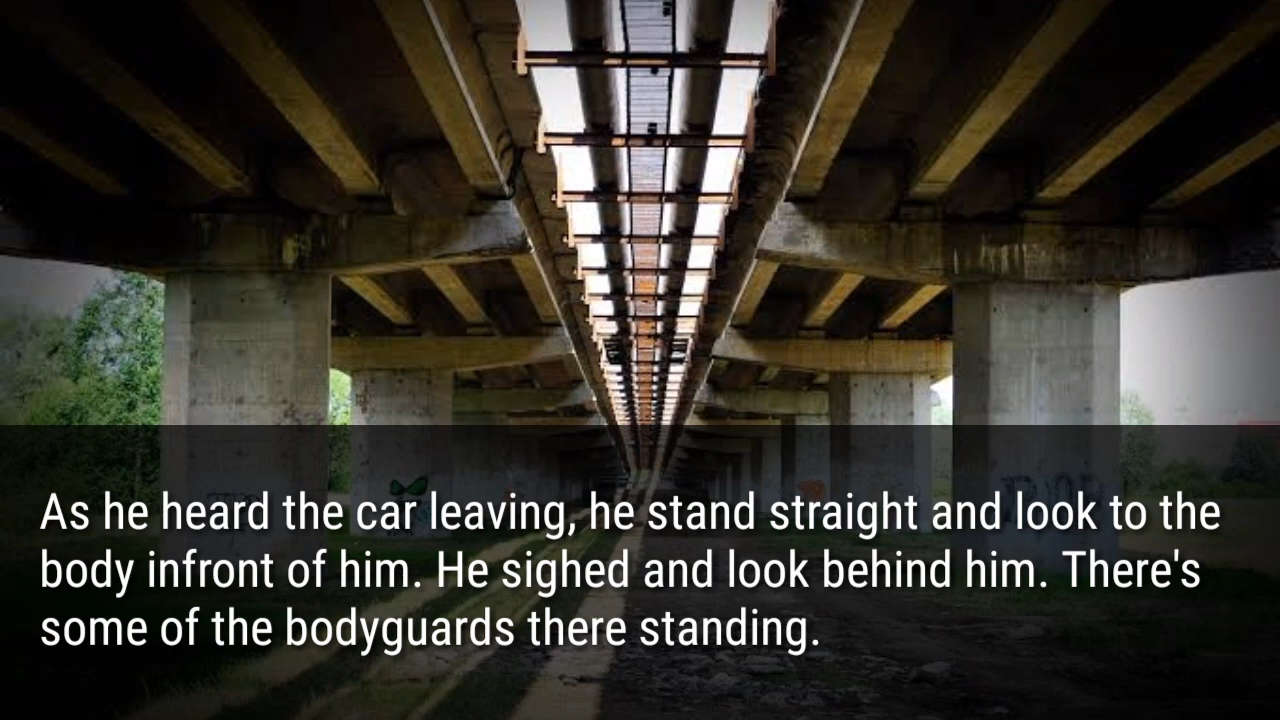 As he heard the car leaving, he stand straight and look to the
body infront of him. He sighed and look behind him. There's
some of the bodyguards there standing.